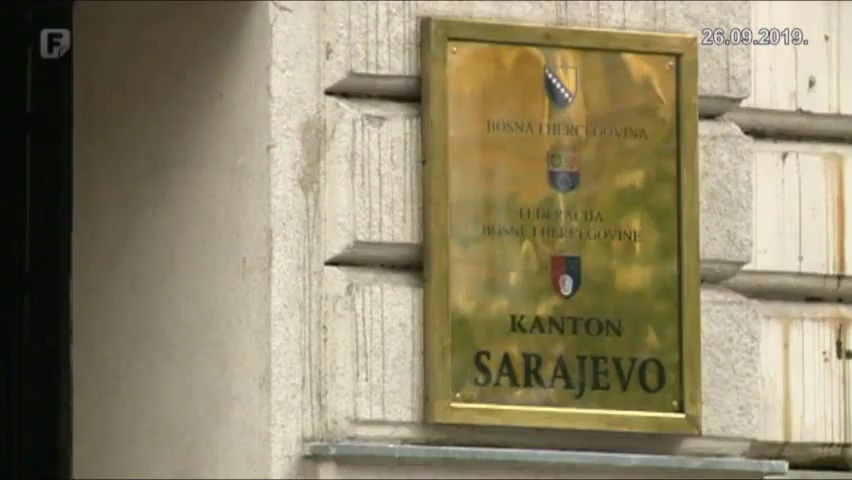 26.09.2019.
BOSNA I HERCEGOVINA
FEDERACIJA
BOSNE I HERCEGOVINE
KANTON
SARAJEVO